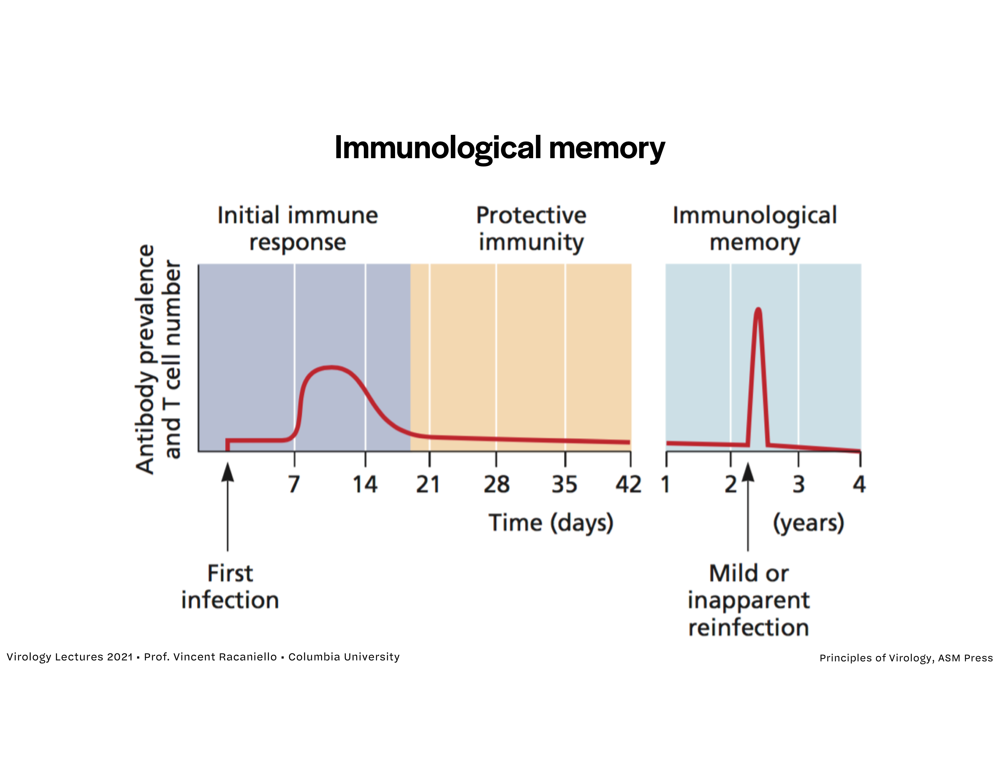 Immunological memory
Initial immune
response
Protective
immunity
Immunological
memory
Antibody prevalence
and T cell number
7 14 21 28 35 42 1 2 3 4
Time (days) (years)
First
infection
Mild or
inapparent
reinfection
Virology Lectures 2021 • Prof. Vincent Racaniello • Columbia University
Principles of Virology, ASM Press